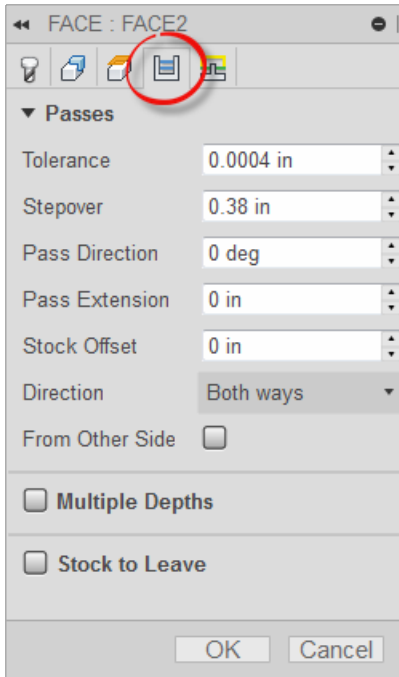 FACE : FACE2
Passes
Tolerance 0.0004 in
Stepover 0.38 in
Pass Direction 0 deg
Pass Extension 0 in
Stock Offset 0 in
Direction Both ways
From Other Side
Multiple Depths
Stock to Leave
OK Cancel